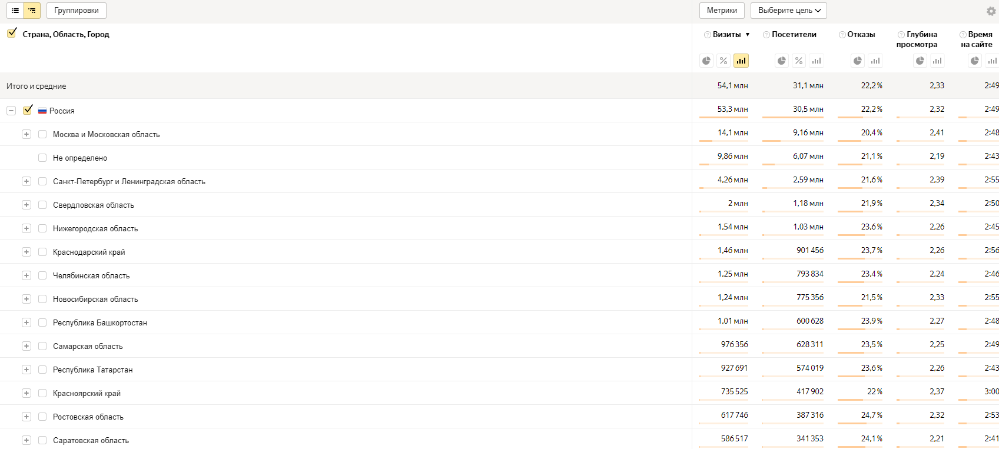 Группировки Метрики Выберите цель
Страна, Область, Город Визиты ▼ Посетители Отказы Глубина просмотра Время на сайте
% %
Итого и средние 54,1 млн 31,1 млн 22,2 % 2,33 2:49
Россия 53,3 млн 30,5 млн 22,2 % 2,32 2:49
Москва и Московская область 14,1 млн 9,16 млн 20,4 % 2,41 2:48
Не определено 9,86 млн 6,07 млн 21,1 % 2,19 2:43
Санкт-Петербург и Ленинградская область 4,26 млн 2,59 млн 21,6 % 2,39 2:55
Свердловская область 2 млн 1,18 млн 21,9 % 2,34 2:50
Нижегородская область 1,54 млн 1,03 млн 23,6 % 2,26 2:45
Краснодарский край 1,46 млн 901 456 23,7 % 2,26 2:56
Челябинская область 1,25 млн 793 834 23,4 % 2,24 2:46
Новосибирская область 1,24 млн 775 356 21,5 % 2,33 2:55
Республика Башкортостан 1,01 млн 600 628 23,9 % 2,27 2:48
Самарская область 976 356 628 311 23,5 % 2,25 2:49
Республика Татарстан 927 691 574 019 23,6 % 2,26 2:43
Красноярский край 735 525 417 902 22 % 2,37 3:00
Ростовская область 617 746 387 316 24,7 % 2,32 2:53
Саратовская область 586 517 341 353 24,1 % 2,21 2:41